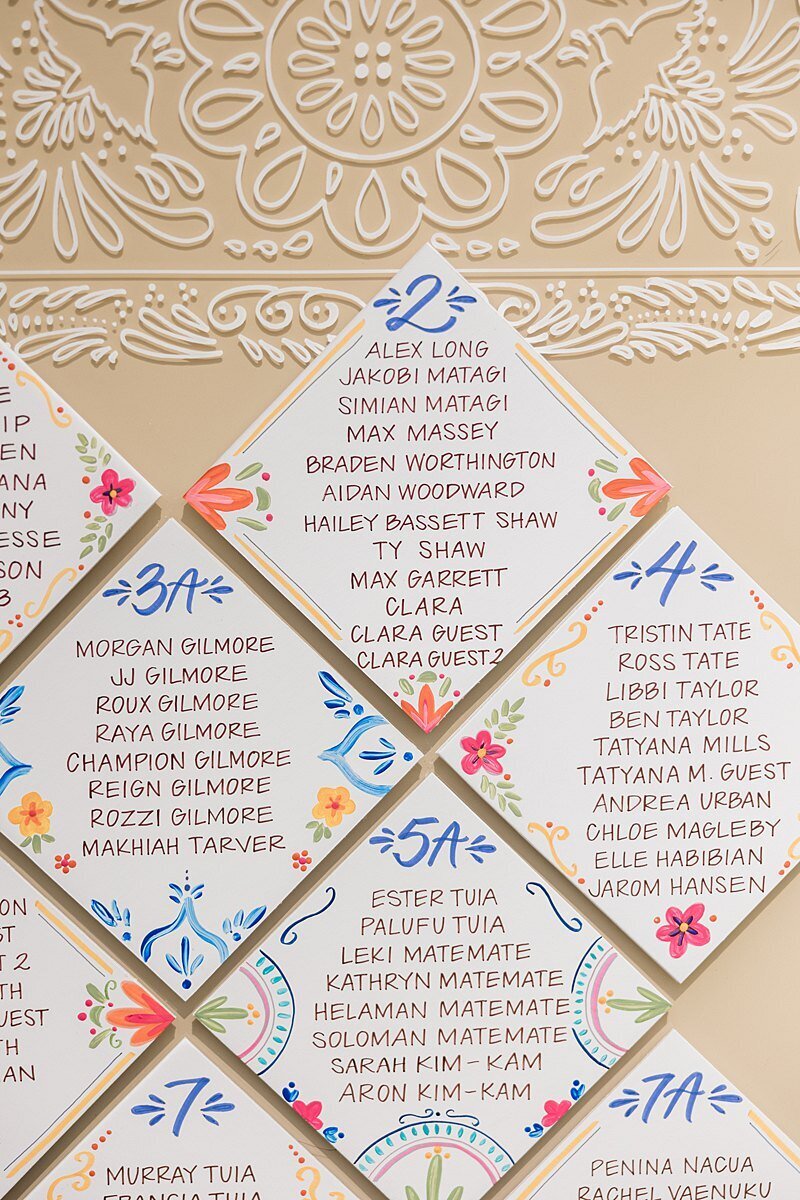 2
ALEX LONG
JAKOBI MATAGI
SIMIAN MATAGI
MAX MASSEY
BRADEN WORTHINGTON
AIDAN WOODWARD
HAILEY BASSETT SHAW
TY SHAW
MAX GARRETT
CLARA
CLARA GUEST
CLARA GUEST 2
3A
MORGAN GILMORE
JJ GILMORE
ROUX GILMORE
RAYA GILMORE
CHAMPION GILMORE
REIGN GILMORE
ROZZI GILMORE
MAKHIAH TARVER
4
TRISTIN TATE
ROSS TATE
LIBBI TAYLOR
BEN TAYLOR
TATYANA MILLS
TATYANA M. GUEST
ANDREA URBAN
CHLOE MAGLEBY
ELLE HABIBIAN
JAROM HANSEN
5A
ESTER TUIA
PALUFU TUIA
LEKI MATEMATE
KATHRYN MATEMATE
HELAMAN MATEMATE
SOLOMAN MATEMATE
SARAH KIM-KAM
ARON KIM-KAM
7
MURRAY TUIA
FRANCIA TUIA
7A
PENINA NACUA
RACHEL VAENUKU